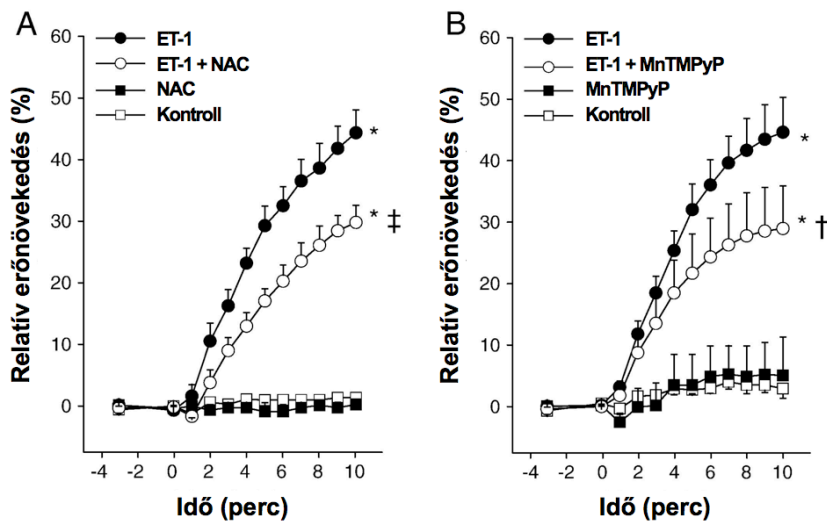 A
ET-1
ET-1 + NAC
NAC
Kontroll
Relatív erőnövekedés (%)
60
50
40
30
20
10
0
*
* ‡
-4 -2 0 2 4 6 8 10
Idő (perc)
B
ET-1
ET-1 + MnTMPyP
MnTMPyP
Kontroll
Relatív erőnövekedés (%)
60
50
40
30
20
10
0
*
* †
-4 -2 0 2 4 6 8 10
Idő (perc)